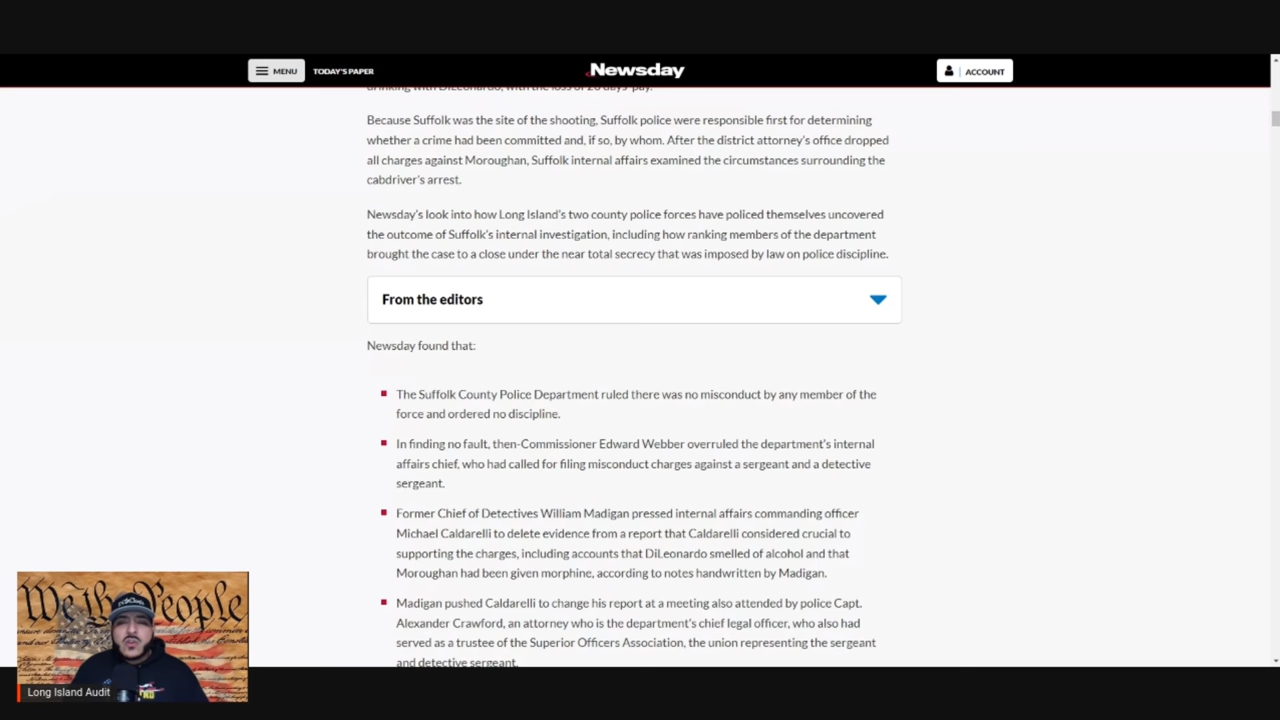 MENU
TODAY'S PAPER
Newsday
ACCOUNT
drinking with DiLeonardo, with the loss of 20 days' pay.
Because Suffolk was the site of the shooting, Suffolk police were responsible first for determining
whether a crime had been committed and, if so, by whom. After the district attorney's office dropped
all charges against Moroughan, Suffolk internal affairs examined the circumstances surrounding the
cabdriver's arrest.
Newsday's look into how Long Island's two county police forces have policed themselves uncovered
the outcome of Suffolk's internal investigation, including how ranking members of the department
brought the case to a close under the near total secrecy that was imposed by law on police discipline.
From the editors
Newsday found that:
The Suffolk County Police Department ruled there was no misconduct by any member of the
force and ordered no discipline.
In finding no fault, then-Commissioner Edward Webber overruled the department's internal
affairs chief, who had called for filing misconduct charges against a sergeant and a detective
sergeant.
Former Chief of Detectives William Madigan pressed internal affairs commanding officer
Michael Caldarelli to delete evidence from a report that Caldarelli considered crucial to
supporting the charges, including accounts that DiLeonardo smelled of alcohol and that
Moroughan had been given morphine, according to notes handwritten by Madigan.
Madigan pushed Caldarelli to change his report at a meeting also attended by police Capt.
Alexander Crawford, an attorney who is the department's chief legal officer, who also had
served as a trustee of the Superior Officers Association, the union representing the sergeant
and detective sergeant.
We the People
Long Island Audit